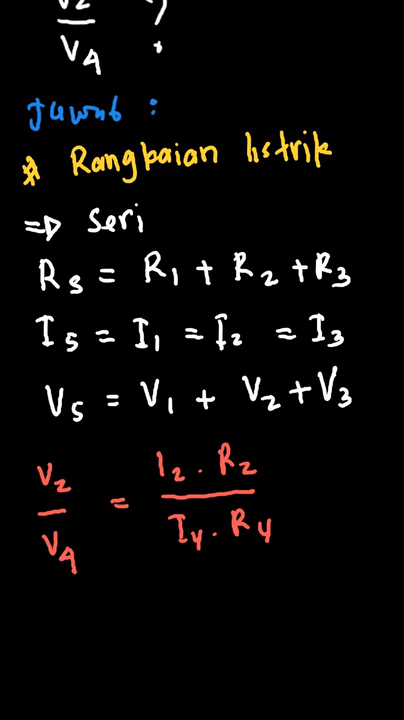 V2
— ?
V4
Jawab :
* Rangkaian listrik
=> Seri
Rs = R1 + R2 + R3
Is = I1 = I2 = I3
Vs = V1 + V2 + V3
V2/V4 = I2 . R2 / I4 . R4